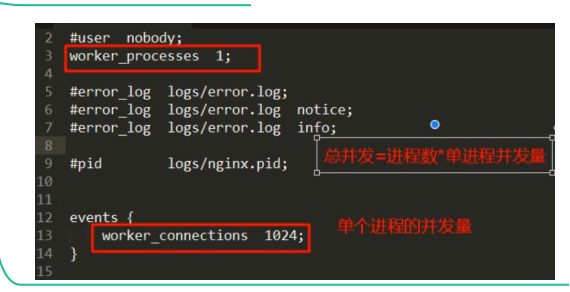 2 #user  nobody;
3 worker_processes  1;
4
5 #error_log  logs/error.log;
6 #error_log  logs/error.log  notice;
7 #error_log  logs/error.log  info;
8
总并发=进程数*单进程并发量
9 #pid        logs/nginx.pid;
10
11
12 events {
单个进程的并发量
13     worker_connections  1024;
14 }
15